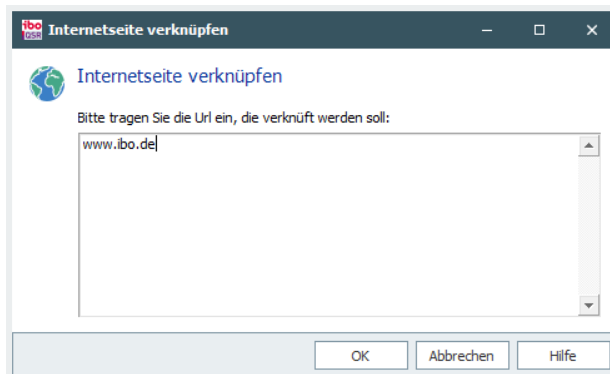 ibo
QSR
Internetseite verknüpfen
Internetseite verknüpfen
Bitte tragen Sie die Url ein, die verknüft werden soll:
www.ibo.de
OK
Abbrechen
Hilfe